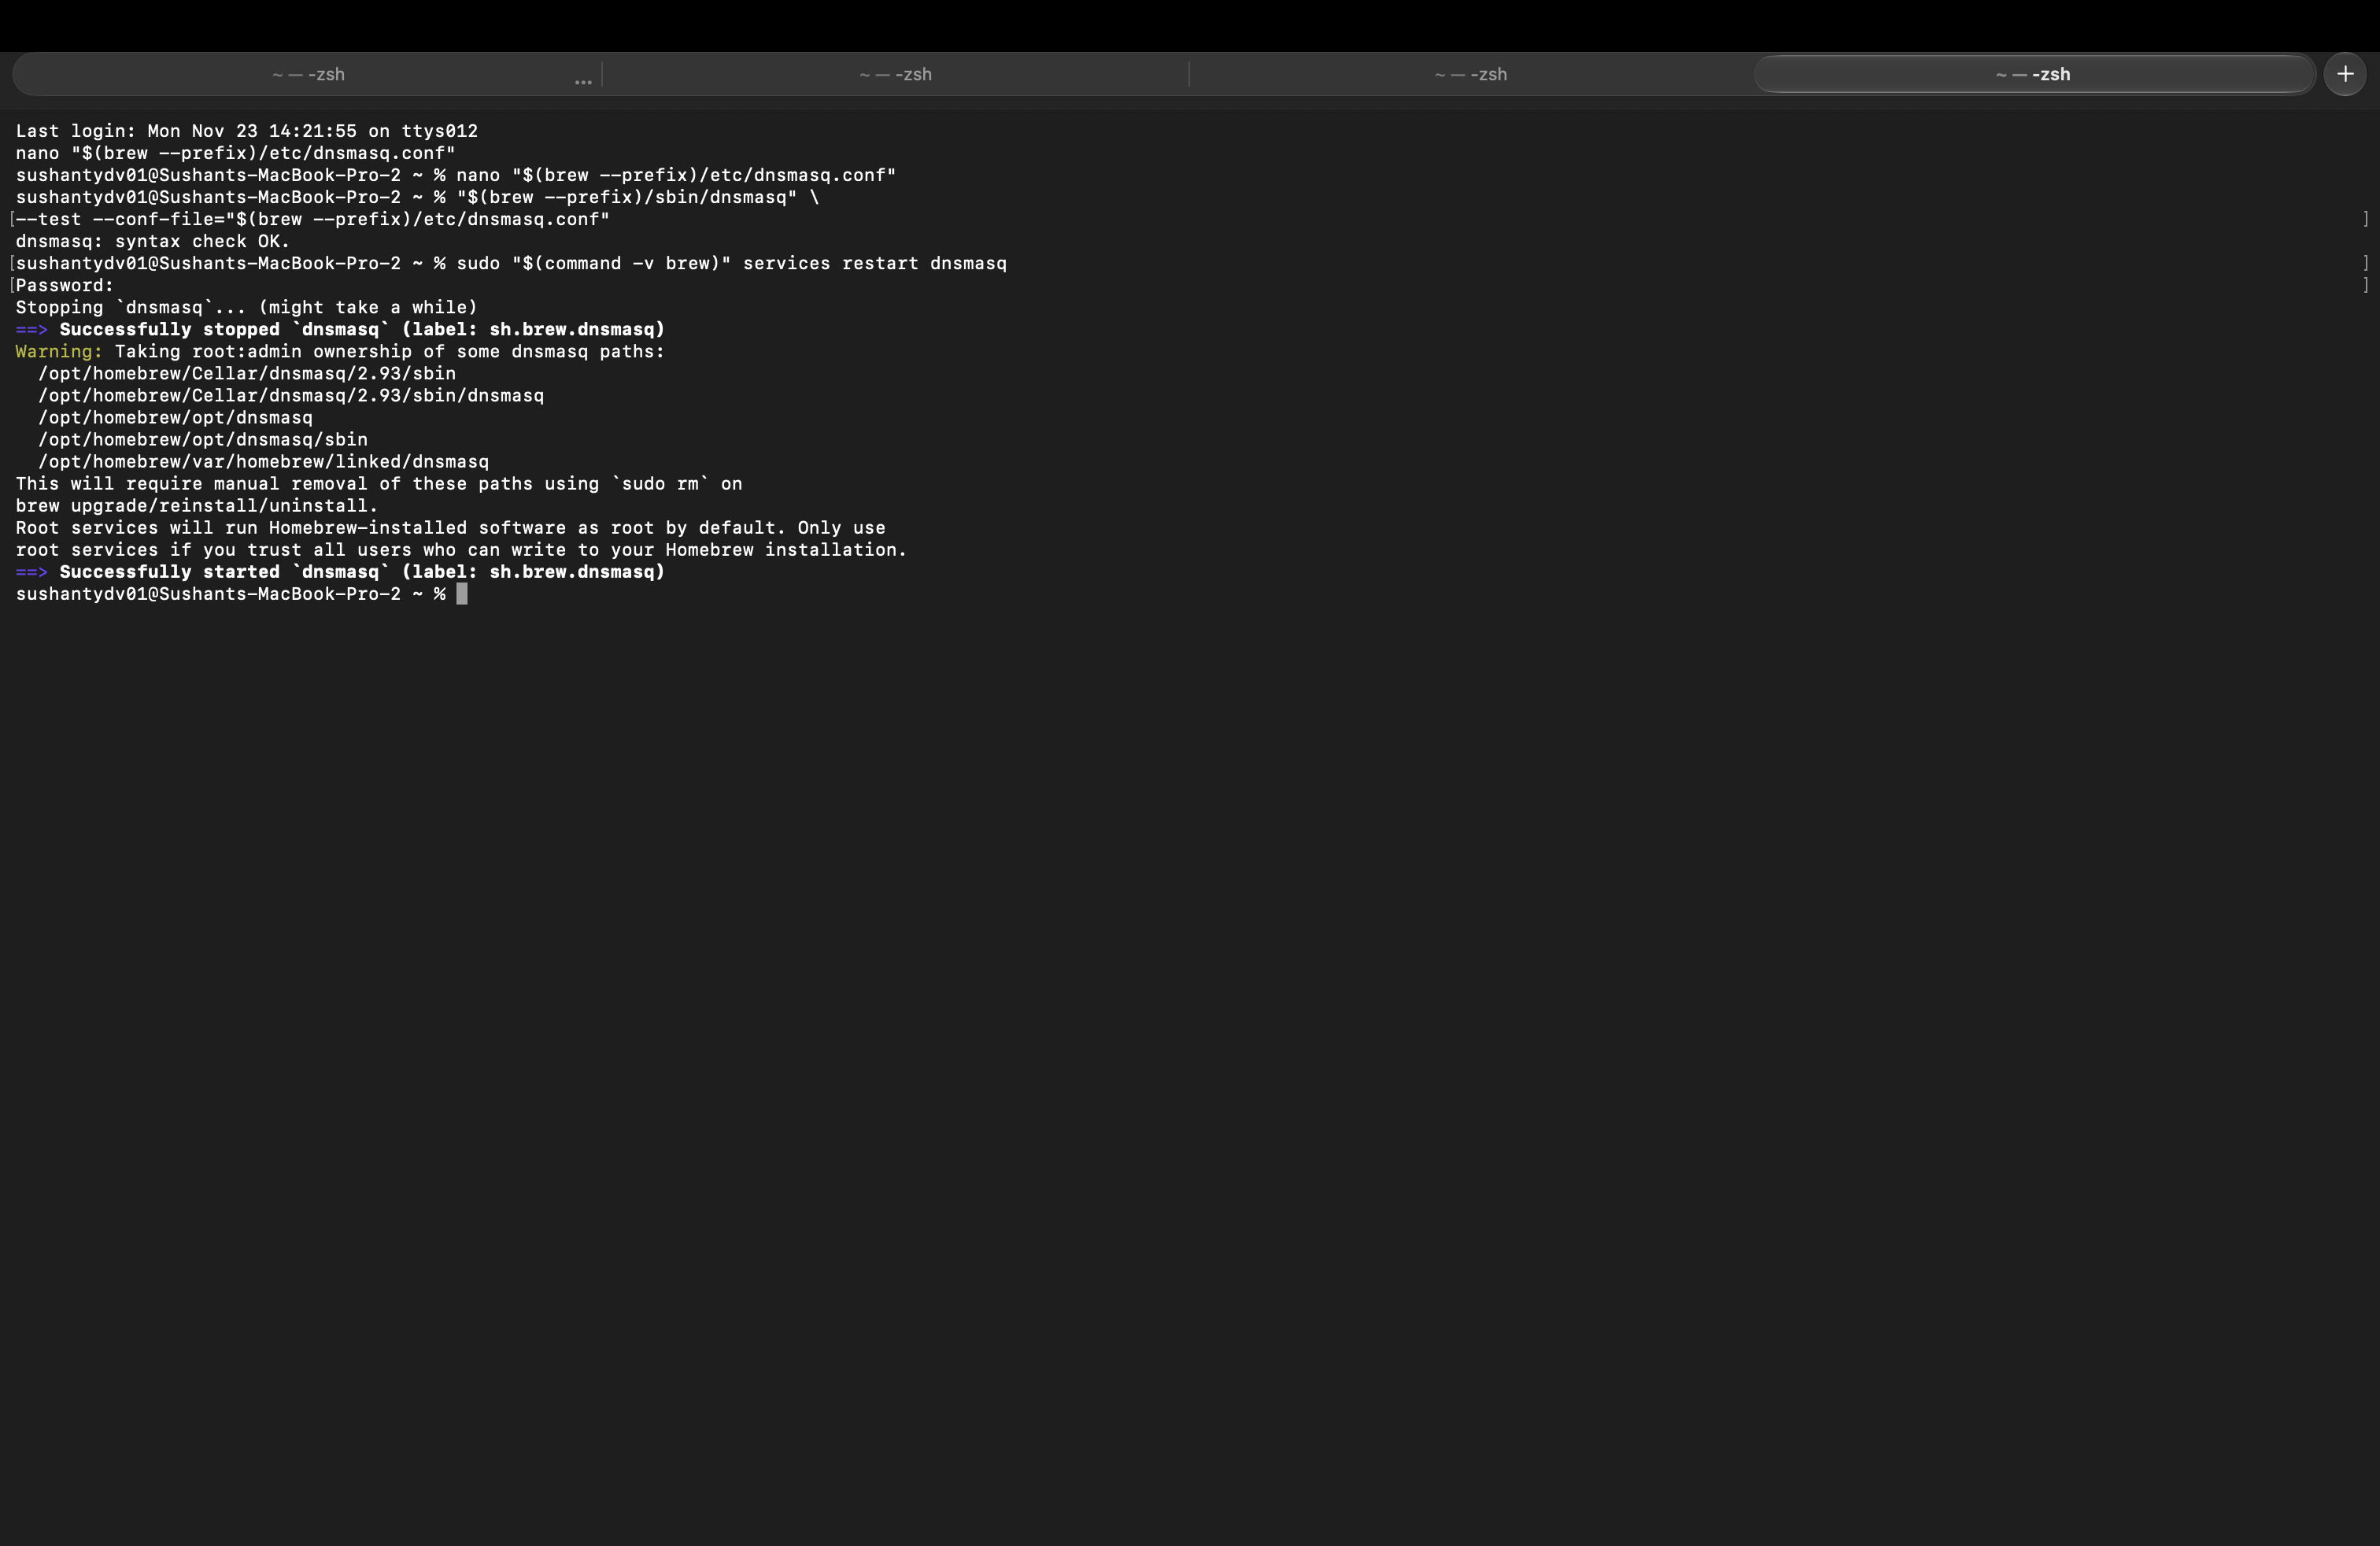 ~ — -zsh
...
~ — -zsh
~ — -zsh
~ — -zsh
+
Last login: Mon Nov 23 14:21:55 on ttys012
nano "$(brew --prefix)/etc/dnsmasq.conf"
sushantydv01@Sushants-MacBook-Pro-2 ~ % nano "$(brew --prefix)/etc/dnsmasq.conf"
sushantydv01@Sushants-MacBook-Pro-2 ~ % "$(brew --prefix)/sbin/dnsmasq" \
[--test --conf-file="$(brew --prefix)/etc/dnsmasq.conf" ]
dnsmasq: syntax check OK.
[sushantydv01@Sushants-MacBook-Pro-2 ~ % sudo "$(command -v brew)" services restart dnsmasq ]
[Password: ]
Stopping `dnsmasq`... (might take a while)
==> Successfully stopped `dnsmasq` (label: sh.brew.dnsmasq)
Warning: Taking root:admin ownership of some dnsmasq paths:
  /opt/homebrew/Cellar/dnsmasq/2.93/sbin
  /opt/homebrew/Cellar/dnsmasq/2.93/sbin/dnsmasq
  /opt/homebrew/opt/dnsmasq
  /opt/homebrew/opt/dnsmasq/sbin
  /opt/homebrew/var/homebrew/linked/dnsmasq
This will require manual removal of these paths using `sudo rm` on
brew upgrade/reinstall/uninstall.
Root services will run Homebrew-installed software as root by default. Only use
root services if you trust all users who can write to your Homebrew installation.
==> Successfully started `dnsmasq` (label: sh.brew.dnsmasq)
sushantydv01@Sushants-MacBook-Pro-2 ~ %